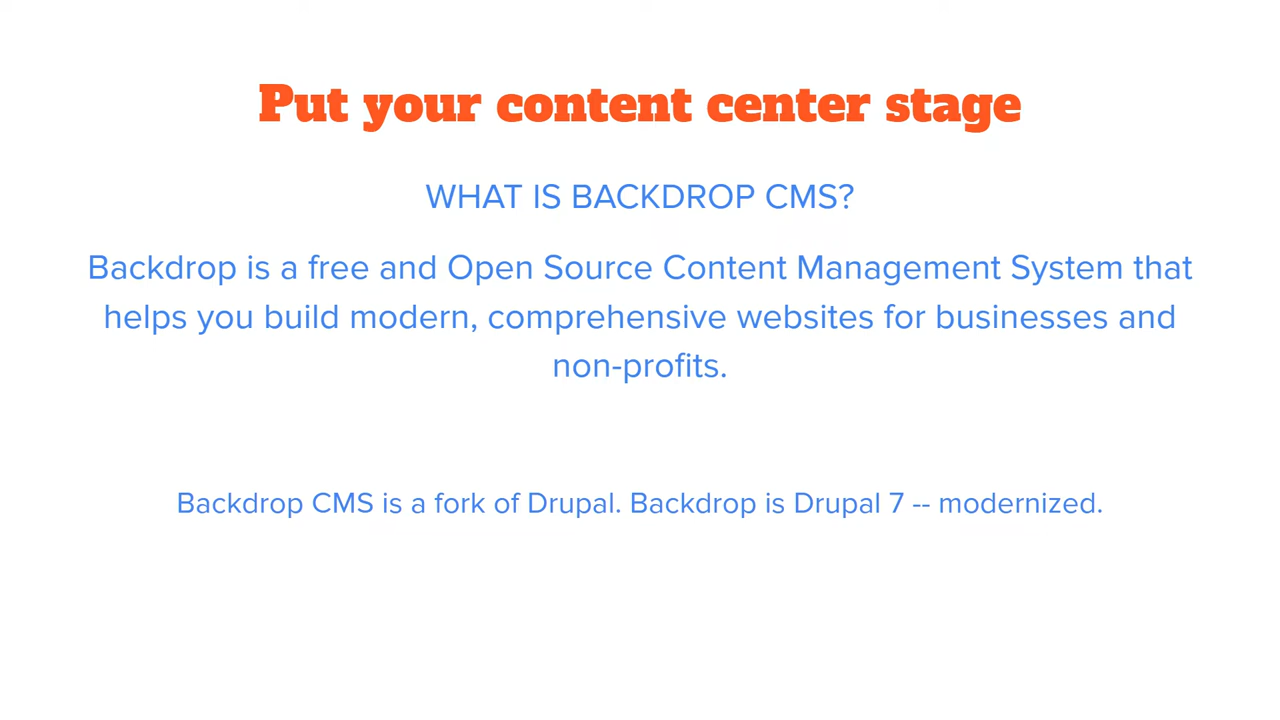 Put your content center stage
WHAT IS BACKDROP CMS?
Backdrop is a free and Open Source Content Management System that
helps you build modern, comprehensive websites for businesses and
non-profits.
Backdrop CMS is a fork of Drupal. Backdrop is Drupal 7 -- modernized.